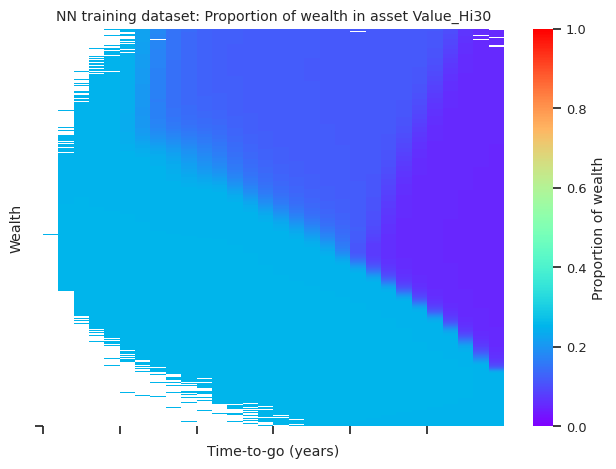 NN training dataset: Proportion of wealth in asset Value_Hi30
Wealth
Time-to-go (years)
1.0
0.8
0.6
0.4
0.2
0.0
Proportion of wealth